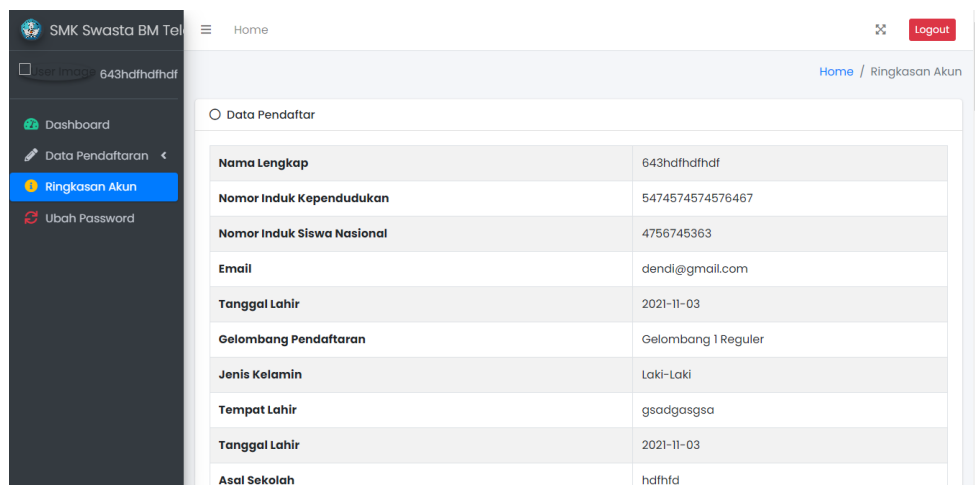 SMK Swasta BM Tel
Home
Logout
User Image
643hdfhdfhdf
Home / Ringkasan Akun
Dashboard
Data Pendaftaran
Ringkasan Akun
Ubah Password
Data Pendaftar
Nama Lengkap 643hdfhdfhdf
Nomor Induk Kependudukan 5474574574576467
Nomor Induk Siswa Nasional 4756745363
Email dendi@gmail.com
Tanggal Lahir 2021-11-03
Gelombang Pendaftaran Gelombang 1 Reguler
Jenis Kelamin Laki-Laki
Tempat Lahir gsadgasgsa
Tanggal Lahir 2021-11-03
Asal Sekolah hdfhfd